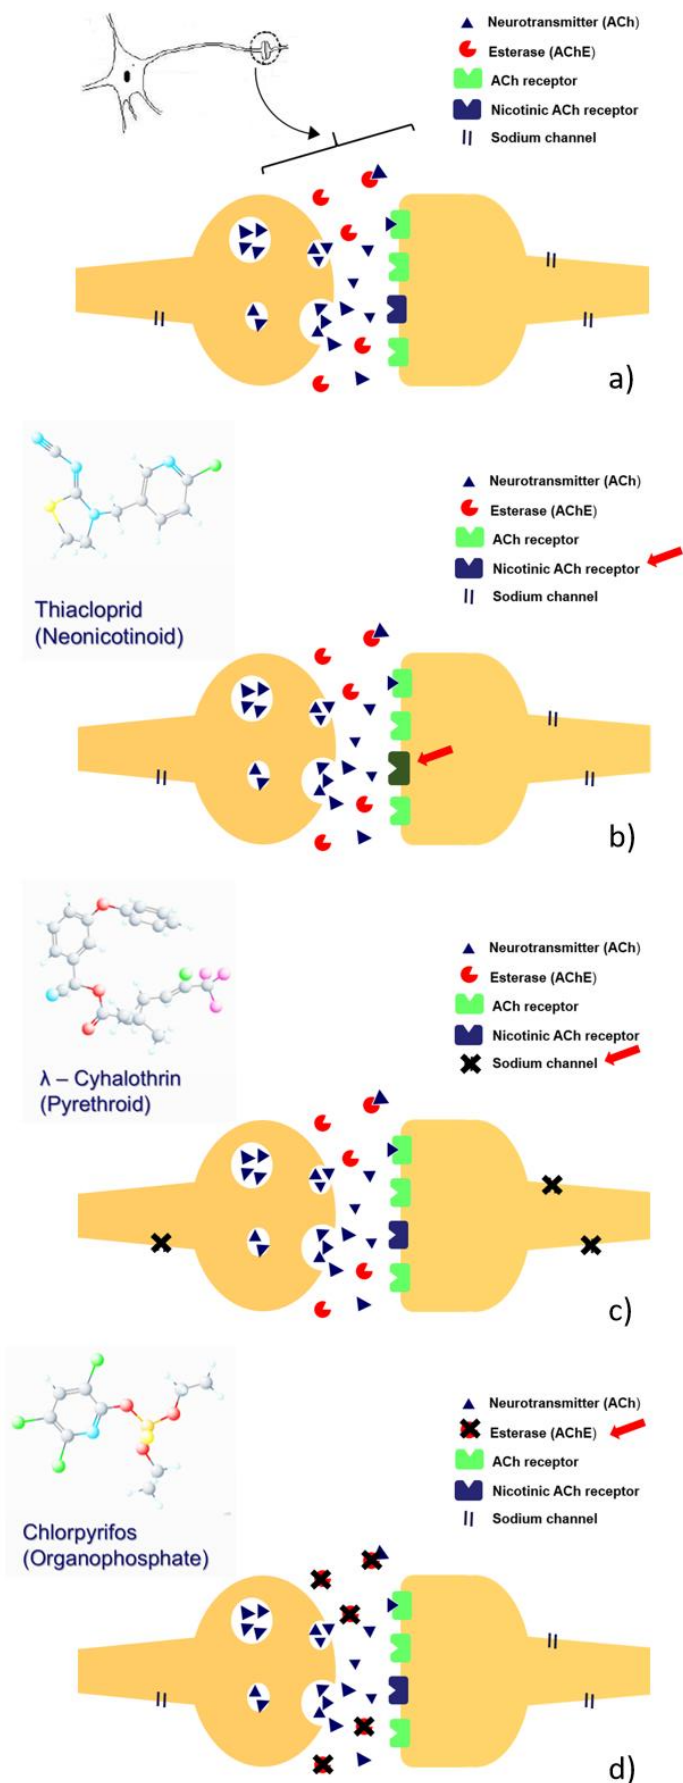 Neurotransmitter (ACh)
Esterase (AChE)
ACh receptor
Nicotinic ACh receptor
Sodium channel
a)
Neurotransmitter (ACh)
Esterase (AChE)
ACh receptor
Nicotinic ACh receptor
Sodium channel
Thiacloprid
(Neonicotinoid)
b)
Neurotransmitter (ACh)
Esterase (AChE)
ACh receptor
Nicotinic ACh receptor
Sodium channel
λ – Cyhalothrin
(Pyrethroid)
c)
Neurotransmitter (ACh)
Esterase (AChE)
ACh receptor
Nicotinic ACh receptor
Sodium channel
Chlorpyrifos
(Organophosphate)
d)